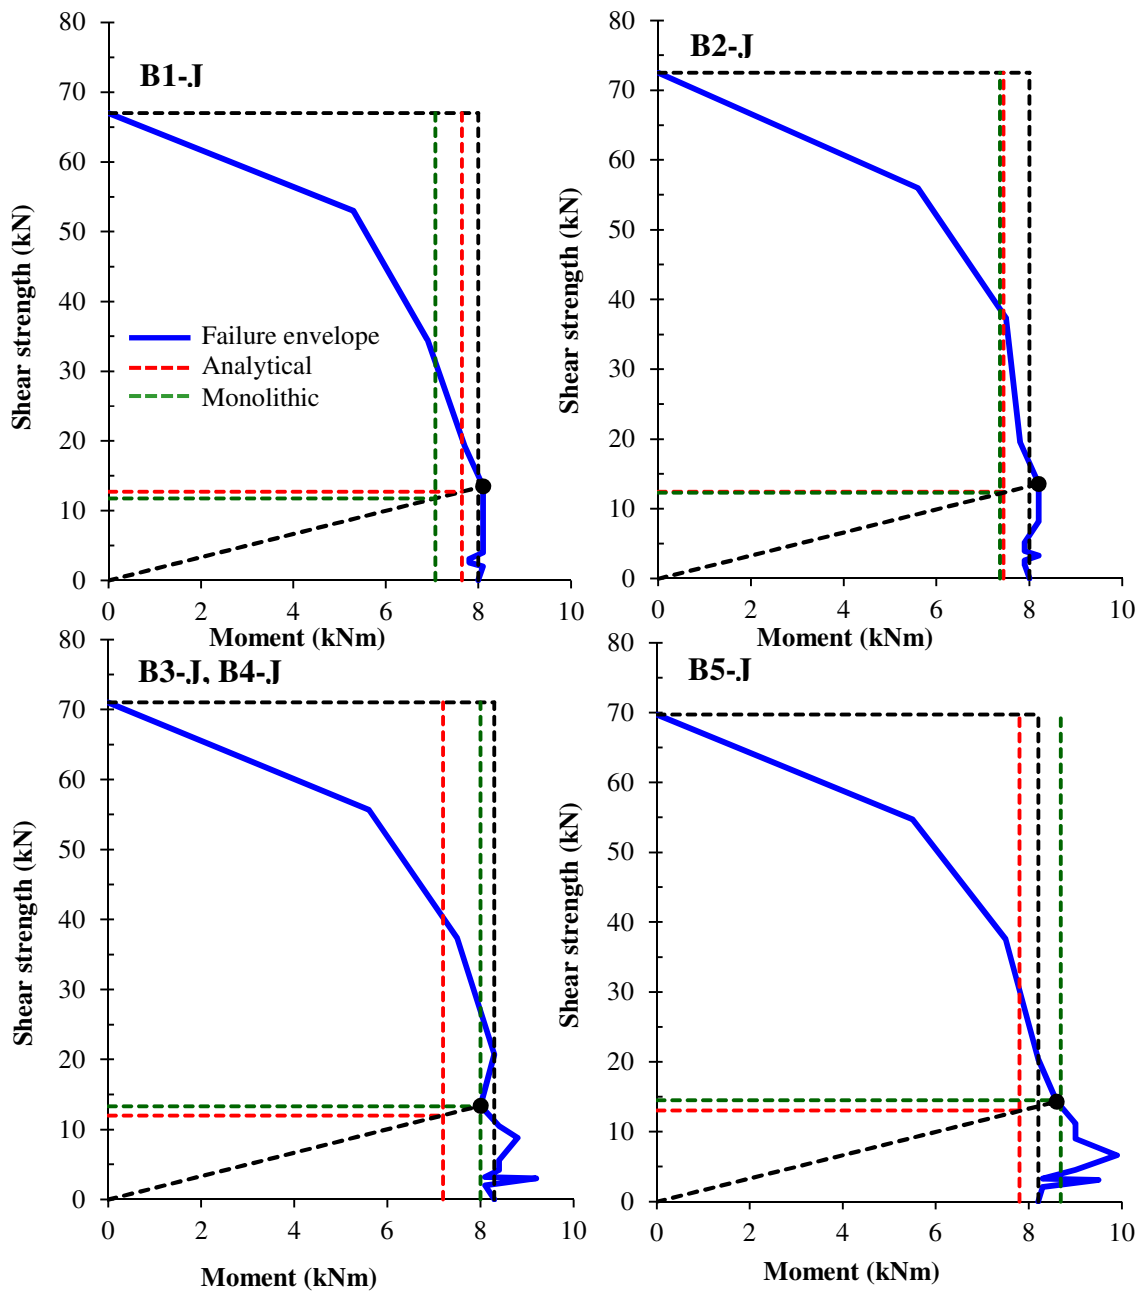 B1-J
80
70
60
50
40
30
20
10
0
Shear strength (kN)
Failure envelope
Analytical
Monolithic
0 2 4 6 8 10
Moment (kNm)
B2-J
80
70
60
50
40
30
20
10
0
Shear strength (kN)
0 2 4 6 8 10
Moment (kNm)
B3-J, B4-J
80
70
60
50
40
30
20
10
0
Shear strength (kN)
0 2 4 6 8 10
Moment (kNm)
B5-J
80
70
60
50
40
30
20
10
0
Shear strength (kN)
0 2 4 6 8 10
Moment (kNm)